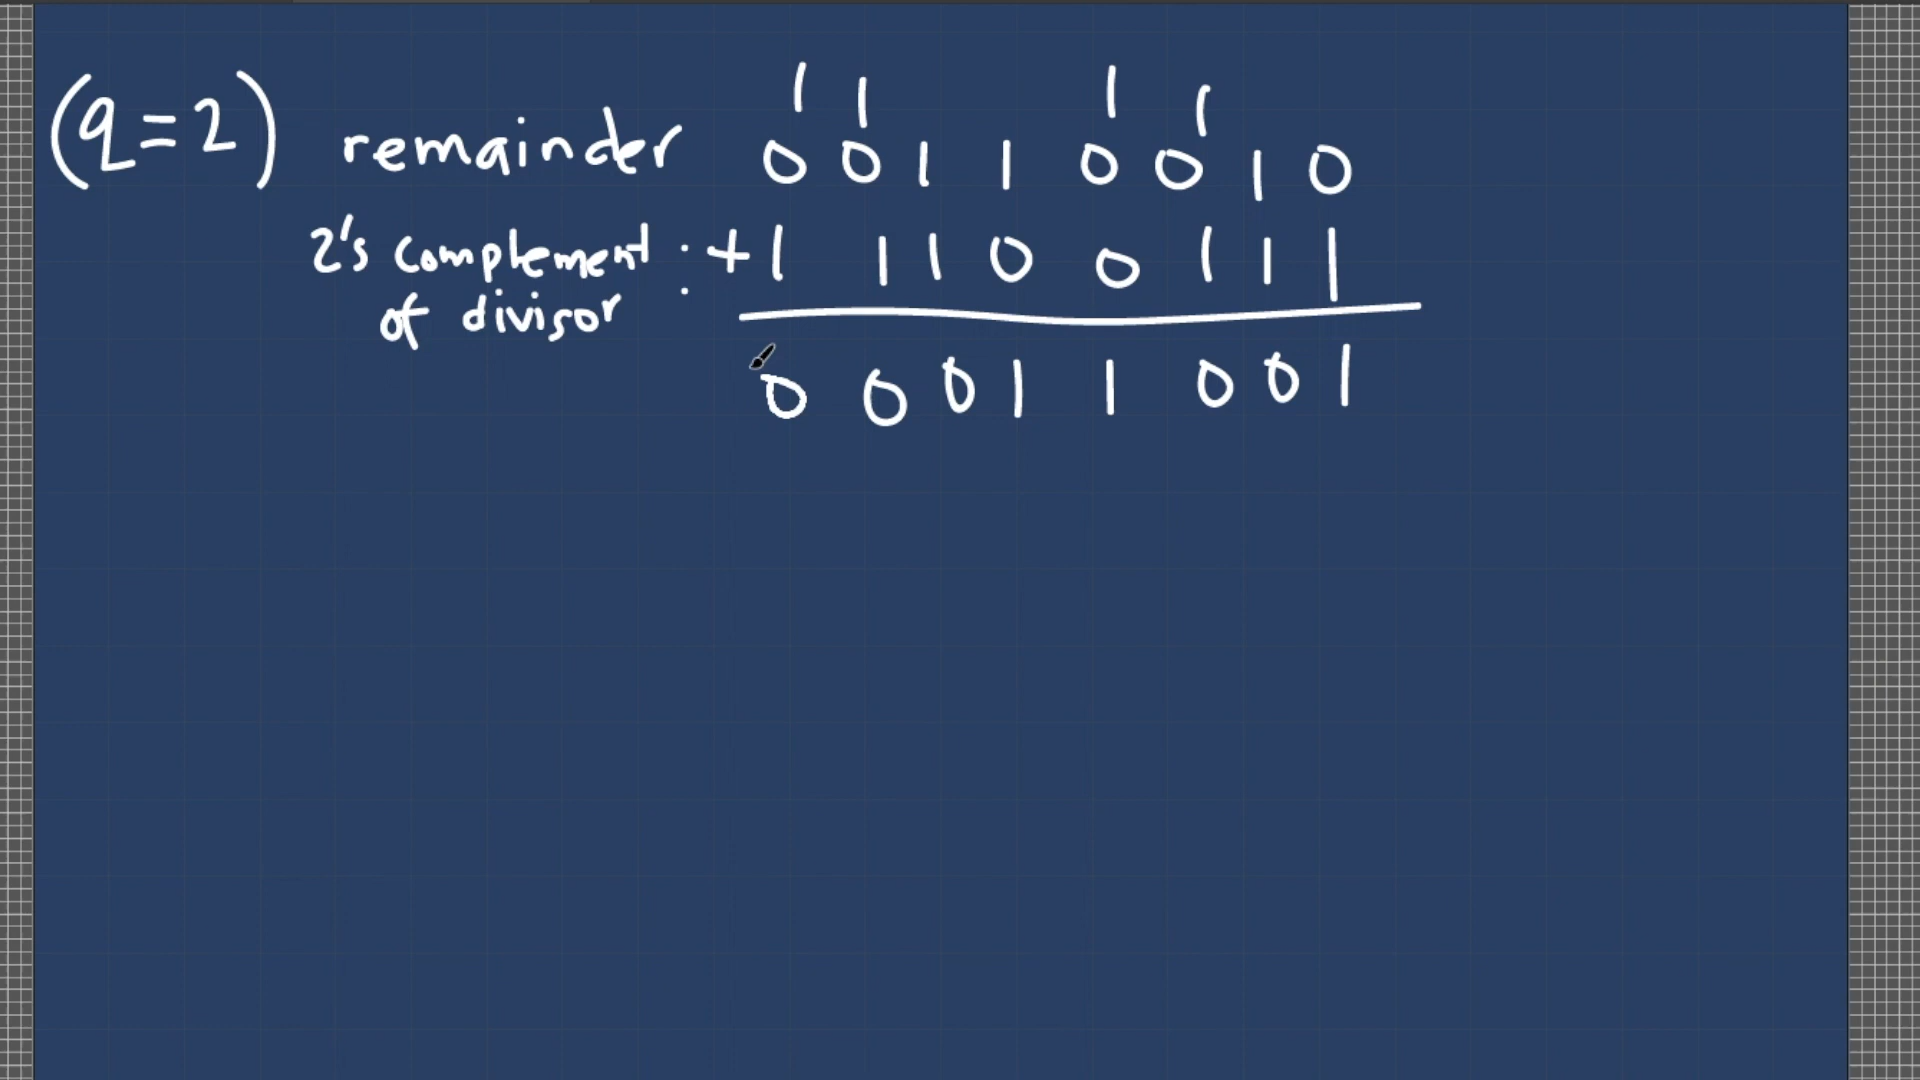 1 1 1 1
(q=2) remainder 0 0 1 1 0 0 1 0
2's complement : + 1 1 1 0 0 1 1 1
of divisor
0 0 0 1 1 0 0 1